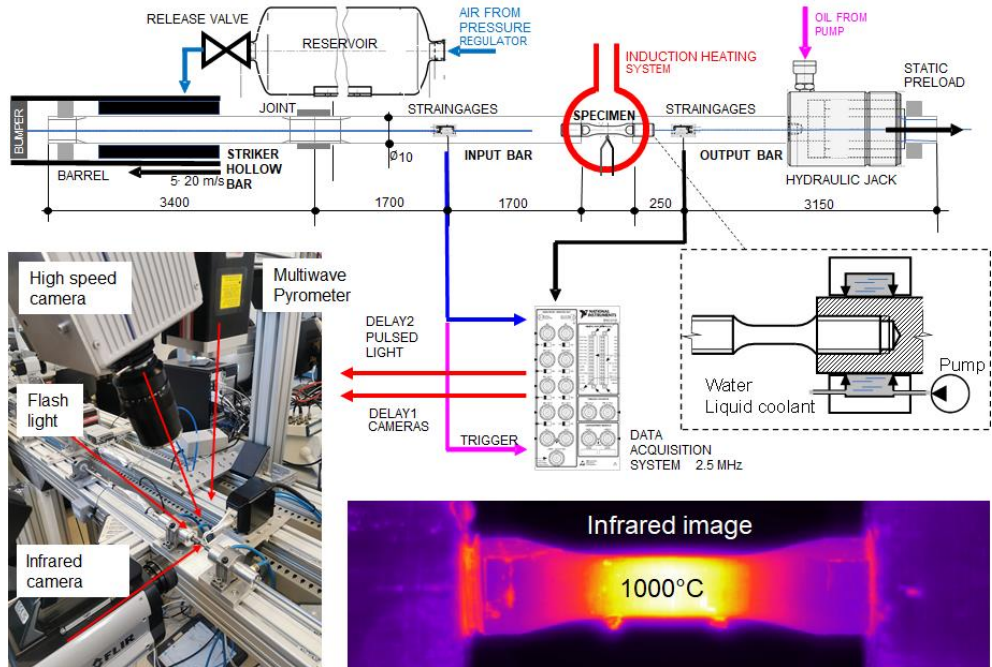 RELEASE VALVE
AIR FROM
PRESSURE
REGULATOR
OIL FROM
PUMP
RESERVOIR
INDUCTION HEATING
SYSTEM
STATIC
PRELOAD
BUMPER
JOINT
STRAINGAGES
SPECIMEN
STRAINGAGES
BARREL
STRIKER
HOLLOW
BAR
Ø10
INPUT BAR
OUTPUT BAR
HYDRAULIC JACK
5· 20 m/s
3400
1700
1700
250
3150
High speed
camera
Multiwave
Pyrometer
Flash
light
Infrared
camera
FLIR
DELAY2
PULSED
LIGHT
DELAY1
CAMERAS
TRIGGER
NATIONAL
INSTRUMENTS
DATA
ACQUISITION
SYSTEM 2.5 MHz
Water
Liquid coolant
Pump
Infrared image
1000°C